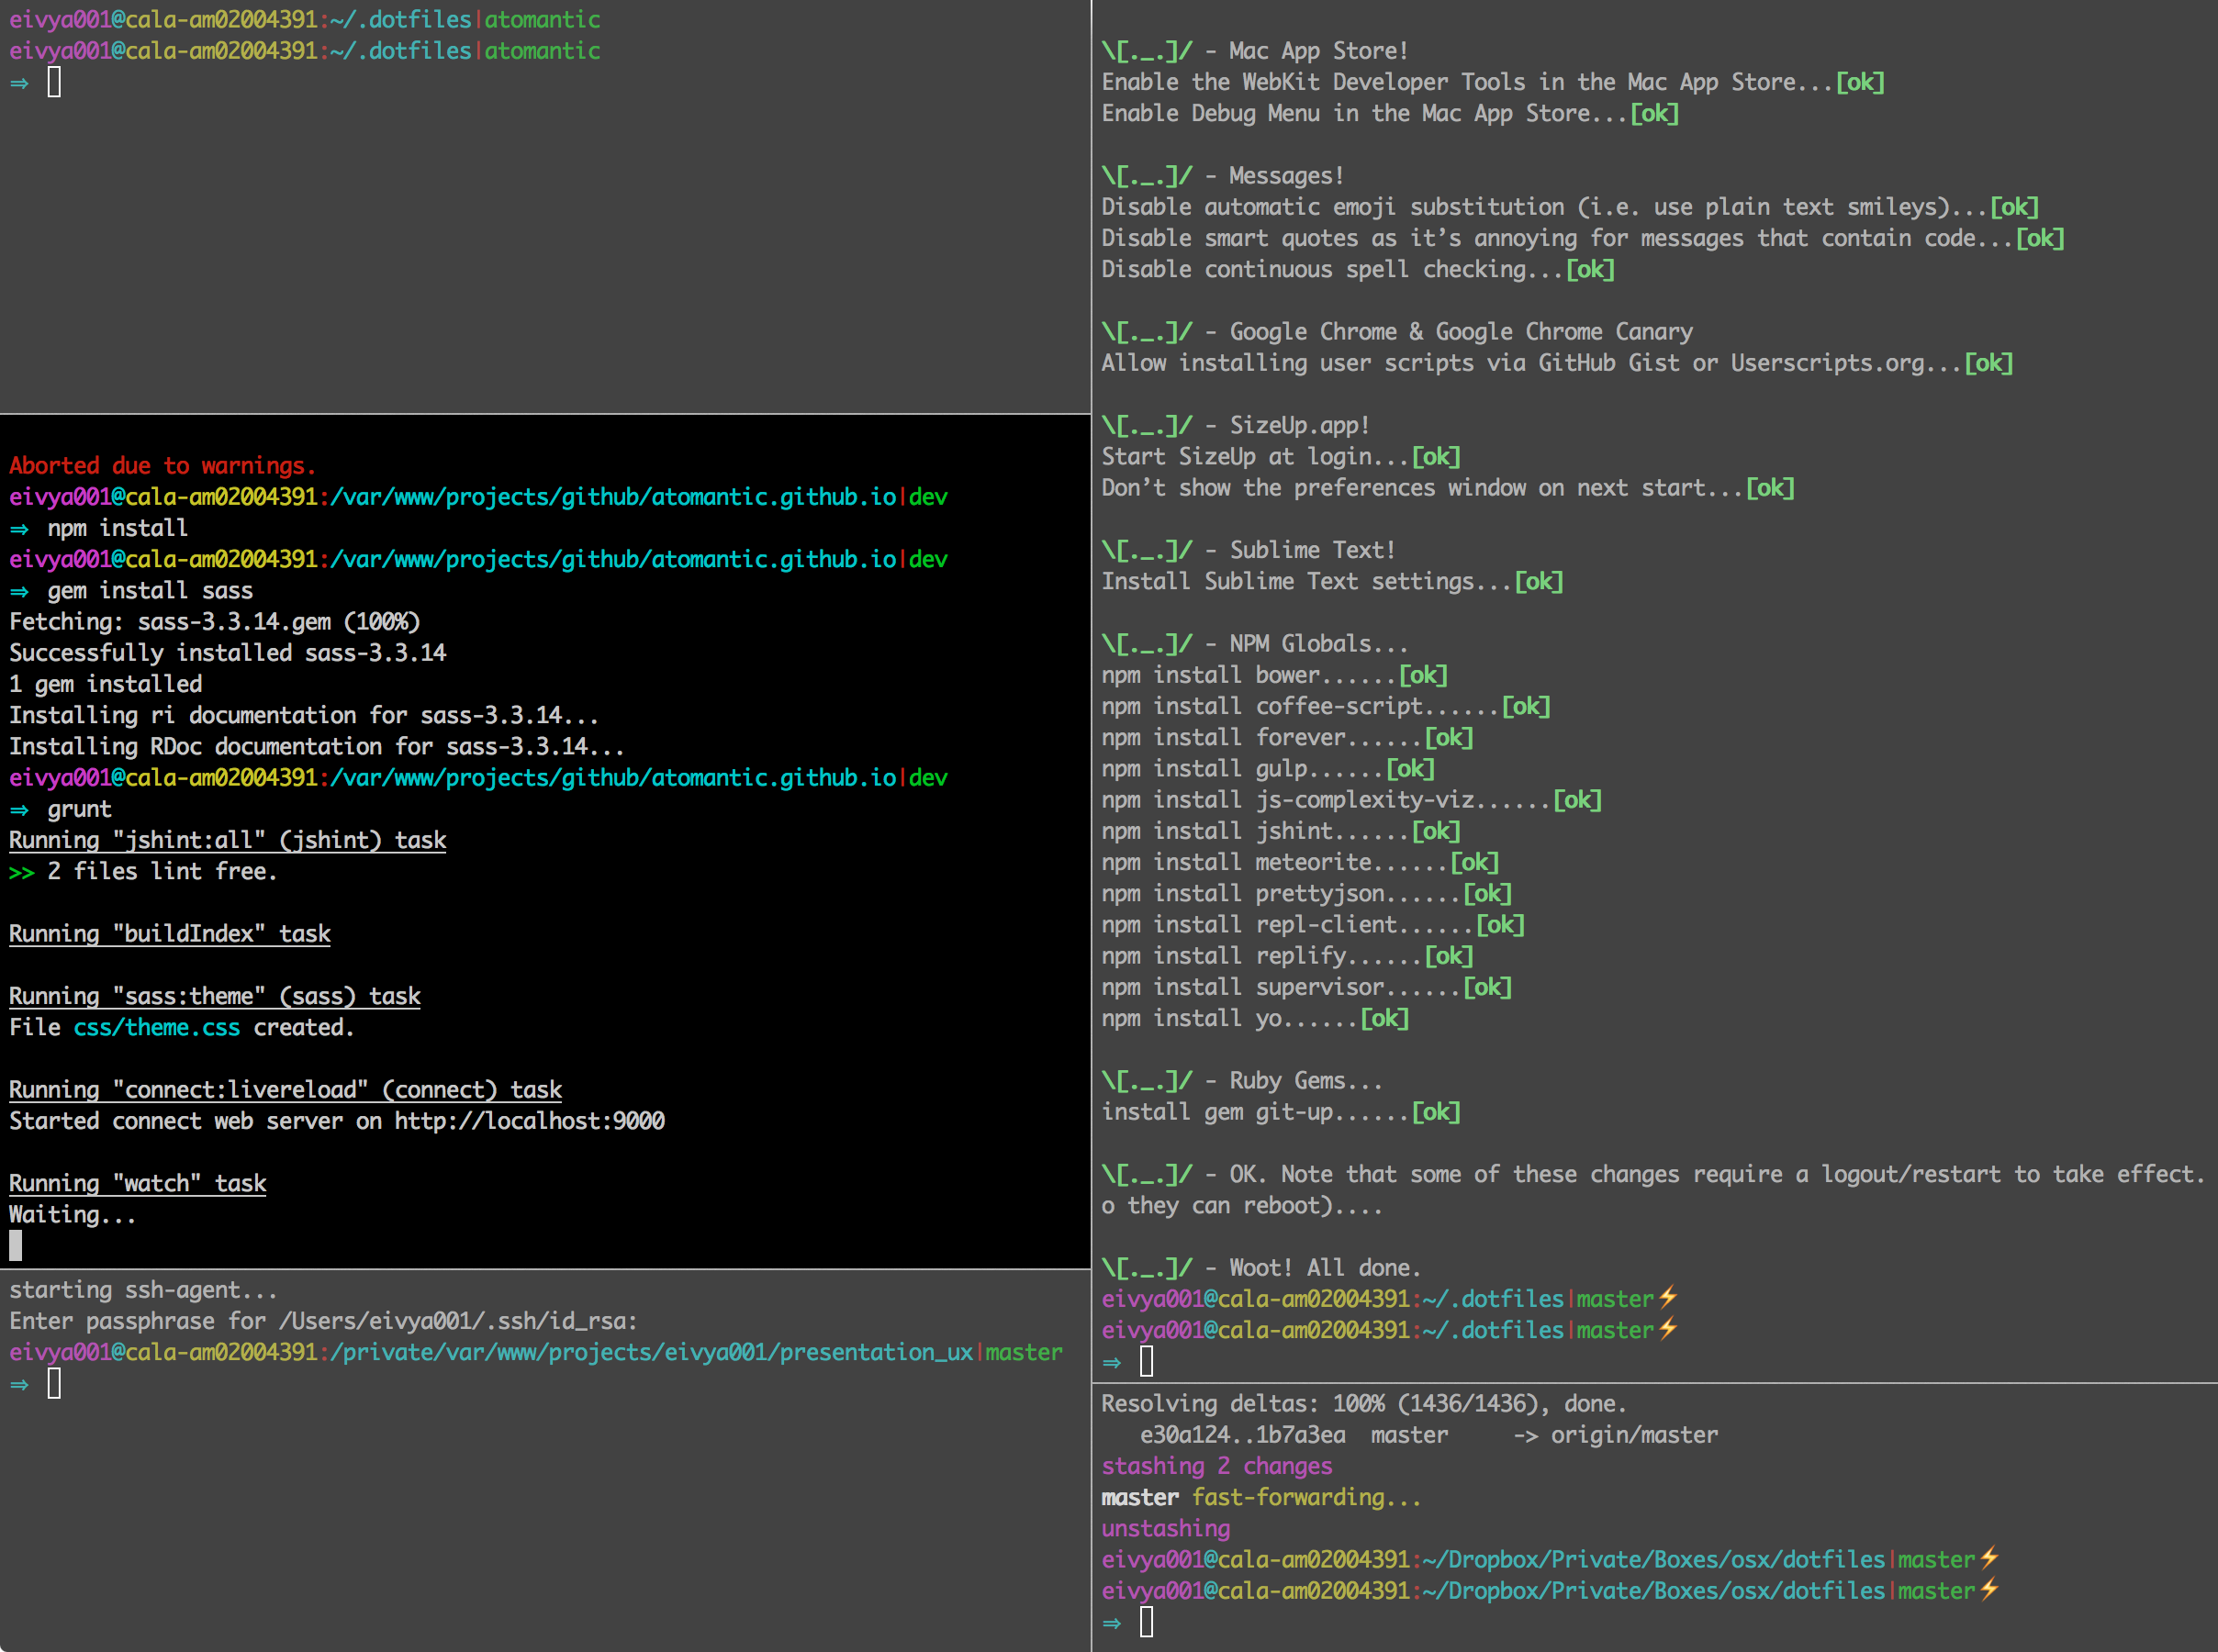 eivya001@cala-am02004391:~/.dotfiles|atomantic
eivya001@cala-am02004391:~/.dotfiles|atomantic
⇒

Aborted due to warnings.
eivya001@cala-am02004391:/var/www/projects/github/atomantic.github.io|dev
⇒ npm install
eivya001@cala-am02004391:/var/www/projects/github/atomantic.github.io|dev
⇒ gem install sass
Fetching: sass-3.3.14.gem (100%)
Successfully installed sass-3.3.14
1 gem installed
Installing ri documentation for sass-3.3.14...
Installing RDoc documentation for sass-3.3.14...
eivya001@cala-am02004391:/var/www/projects/github/atomantic.github.io|dev
⇒ grunt
Running "jshint:all" (jshint) task
>> 2 files lint free.

Running "buildIndex" task

Running "sass:theme" (sass) task
File css/theme.css created.

Running "connect:livereload" (connect) task
Started connect web server on http://localhost:9000

Running "watch" task
Waiting...

starting ssh-agent...
Enter passphrase for /Users/eivya001/.ssh/id_rsa:
eivya001@cala-am02004391:/private/var/www/projects/eivya001/presentation_ux|master
⇒

\[._.]/ - Mac App Store!
Enable the WebKit Developer Tools in the Mac App Store...[ok]
Enable Debug Menu in the Mac App Store...[ok]

\[._.]/ - Messages!
Disable automatic emoji substitution (i.e. use plain text smileys)...[ok]
Disable smart quotes as it’s annoying for messages that contain code...[ok]
Disable continuous spell checking...[ok]

\[._.]/ - Google Chrome & Google Chrome Canary
Allow installing user scripts via GitHub Gist or Userscripts.org...[ok]

\[._.]/ - SizeUp.app!
Start SizeUp at login...[ok]
Don’t show the preferences window on next start...[ok]

\[._.]/ - Sublime Text!
Install Sublime Text settings...[ok]

\[._.]/ - NPM Globals...
npm install bower......[ok]
npm install coffee-script......[ok]
npm install forever......[ok]
npm install gulp......[ok]
npm install js-complexity-viz......[ok]
npm install jshint......[ok]
npm install meteorite......[ok]
npm install prettyjson......[ok]
npm install repl-client......[ok]
npm install replify......[ok]
npm install supervisor......[ok]
npm install yo......[ok]

\[._.]/ - Ruby Gems...
install gem git-up......[ok]

\[._.]/ - OK. Note that some of these changes require a logout/restart to take effect.
o they can reboot)....

\[._.]/ - Woot! All done.
eivya001@cala-am02004391:~/.dotfiles|master⚡
eivya001@cala-am02004391:~/.dotfiles|master⚡
⇒

Resolving deltas: 100% (1436/1436), done.
   e30a124..1b7a3ea  master     -> origin/master
stashing 2 changes
master fast-forwarding...
unstashing
eivya001@cala-am02004391:~/Dropbox/Private/Boxes/osx/dotfiles|master⚡
eivya001@cala-am02004391:~/Dropbox/Private/Boxes/osx/dotfiles|master⚡
⇒